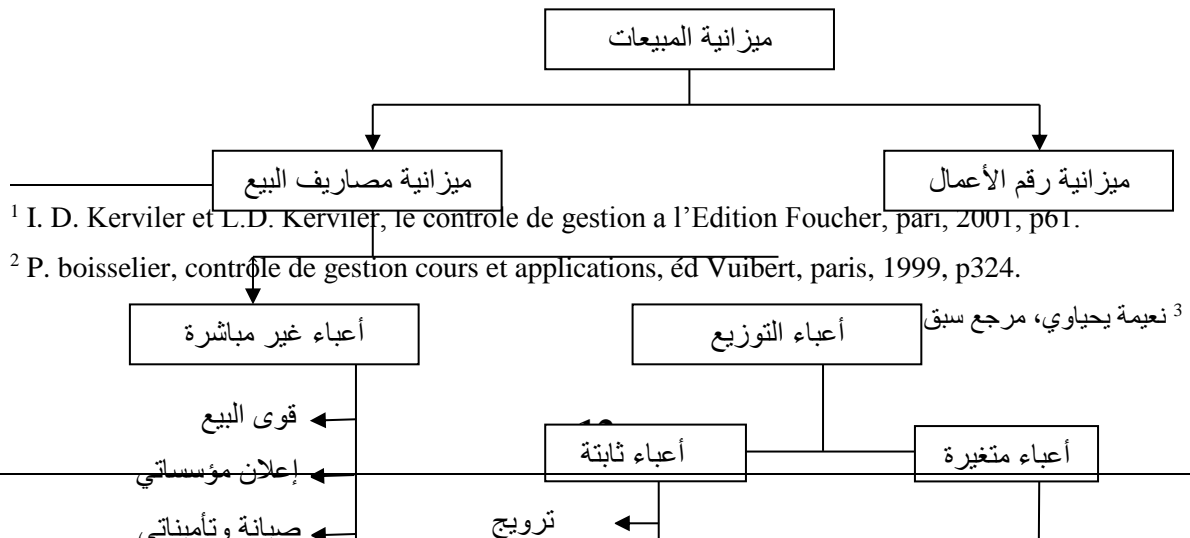 ميزانية المبيعات
ميزانية رقم الأعمال
ميزانية مصاريف البيع
¹ I. D. Kerviler et L.D. Kerviler, le controle de gestion a l’Edition Foucher, pari, 2001, p61.
² P. boisselier, contrôle de gestion cours et applications, éd Vuibert, paris, 1999, p324.
³ نعيمة يحياوي، مرجع سبق
أعباء التوزيع
أعباء غير مباشرة
قوى البيع
أعباء متغيرة
أعباء ثابتة
إعلان مؤسساتي
ترويج
صيانة وتأميناتي